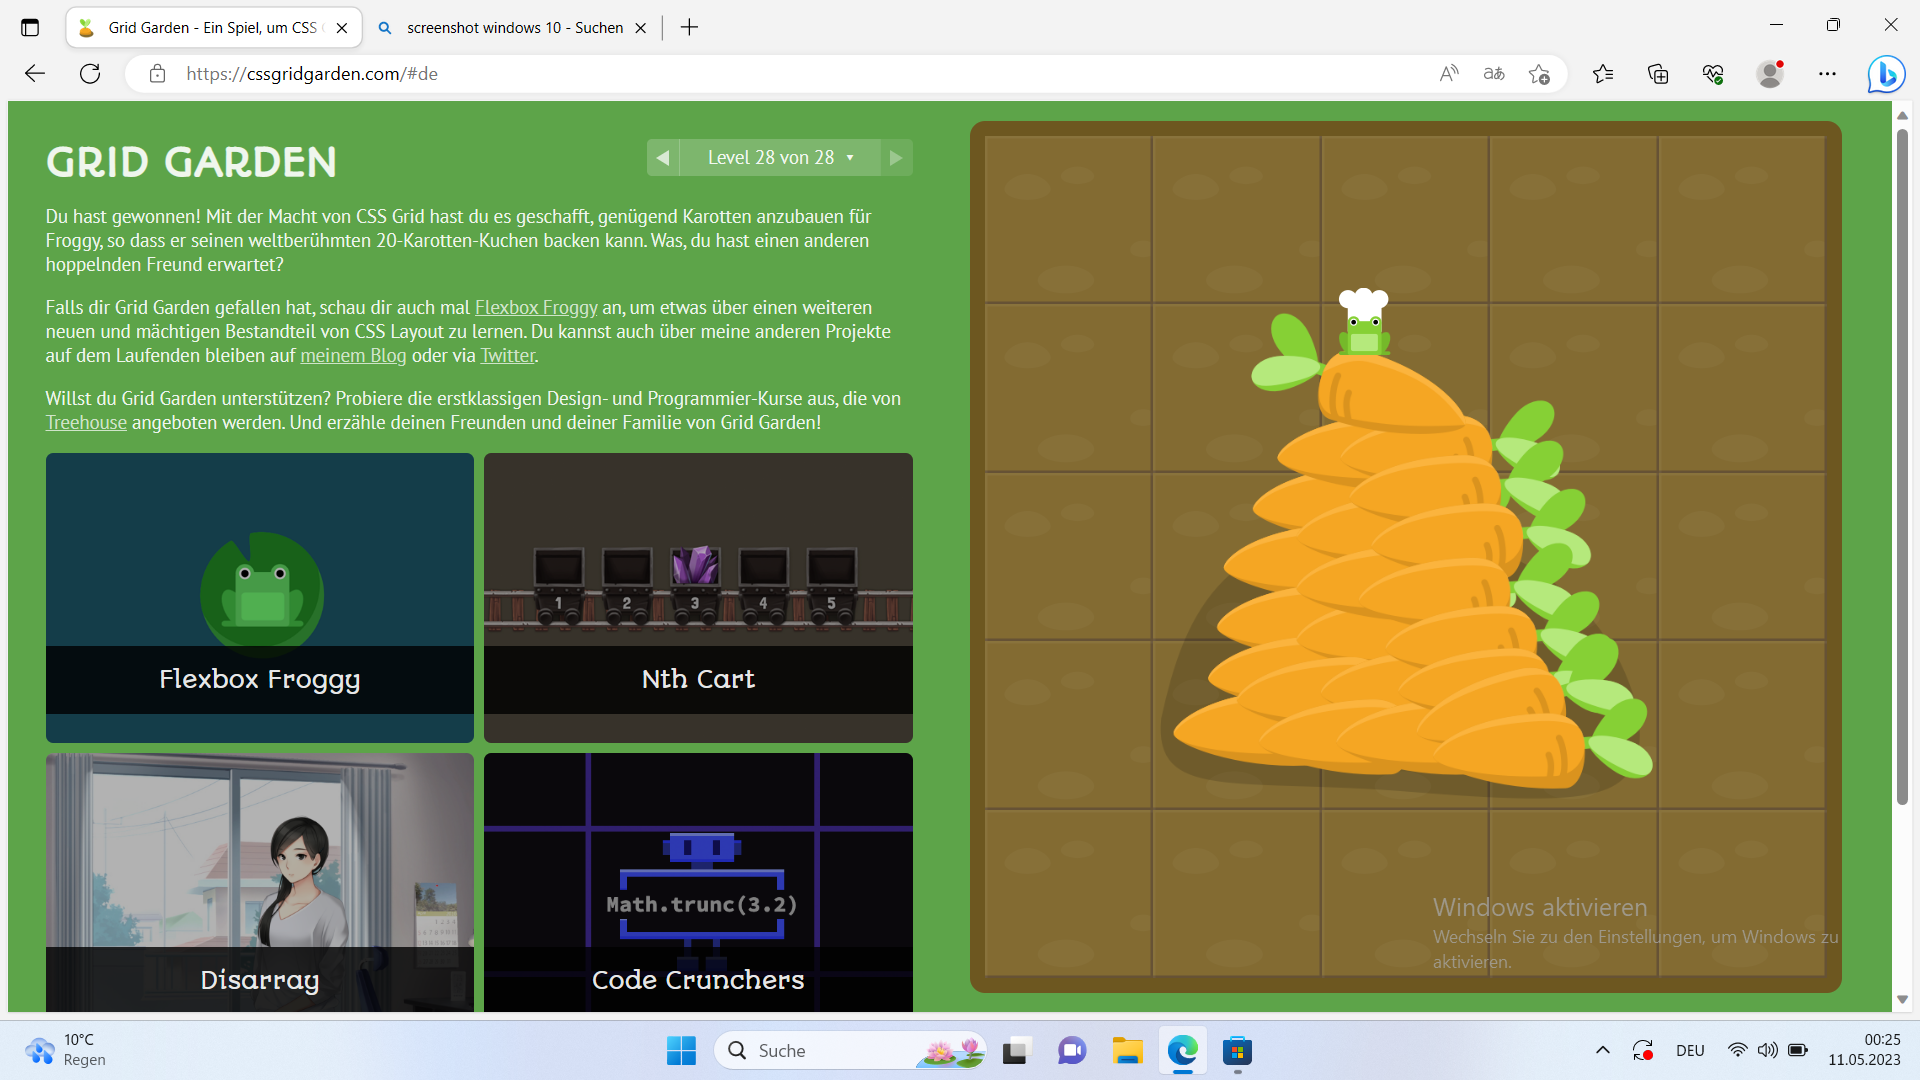 Grid Garden - Ein Spiel, um CSS
screenshot windows 10 - Suchen
https://cssgridgarden.com/#de
GRID GARDEN
Level 28 von 28
Du hast gewonnen! Mit der Macht von CSS Grid hast du es geschafft, genügend Karotten anzubauen für
Froggy, so dass er seinen weltberühmten 20-Karotten-Kuchen backen kann. Was, du hast einen anderen
hoppelnden Freund erwartet?
Falls dir Grid Garden gefallen hat, schau dir auch mal Flexbox Froggy an, um etwas über einen weiteren
neuen und mächtigen Bestandteil von CSS Layout zu lernen. Du kannst auch über meine anderen Projekte
auf dem Laufenden bleiben auf meinem Blog oder via Twitter.
Willst du Grid Garden unterstützen? Probiere die erstklassigen Design- und Programmier-Kurse aus, die von
Treehouse angeboten werden. Und erzähle deinen Freunden und deiner Familie von Grid Garden!
1 2 3 4 5
Flexbox Froggy
Nth Cart
Math.trunc(3.2)
Disarray
Code Crunchers
Windows aktivieren
Wechseln Sie zu den Einstellungen, um Windows zu
aktivieren.
10°C
Regen
Suche
DEU
00:25
11.05.2023